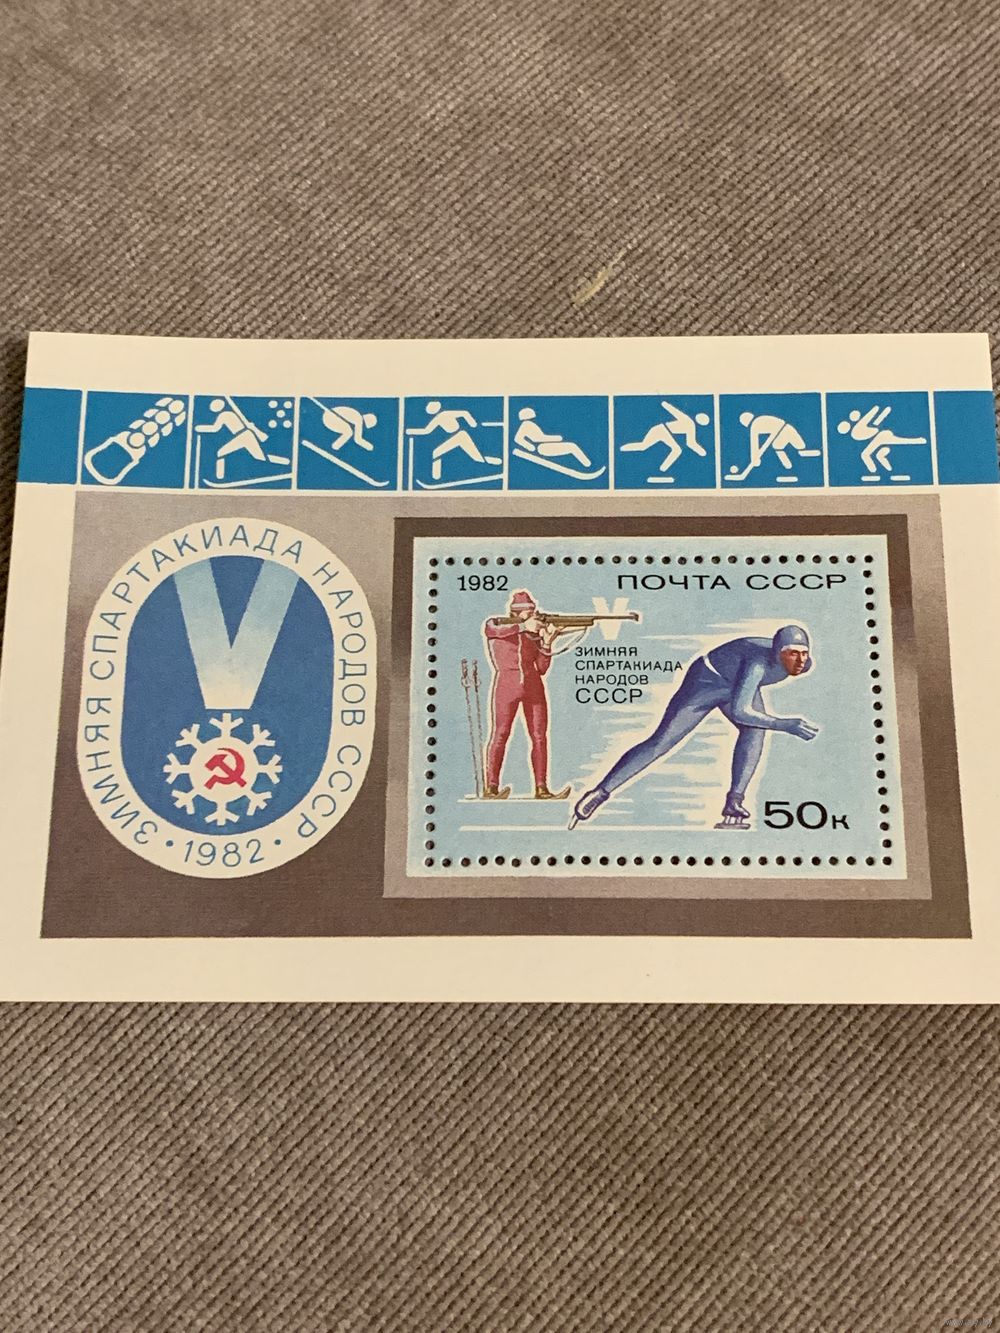 ЗИМНЯЯ СПАРТАКИАДА НАРОДОВ СССР
V
· 1982 ·
1982 ПОЧТА СССР
V
ЗИМНЯЯ
СПАРТАКИАДА
НАРОДОВ
СССР
50к